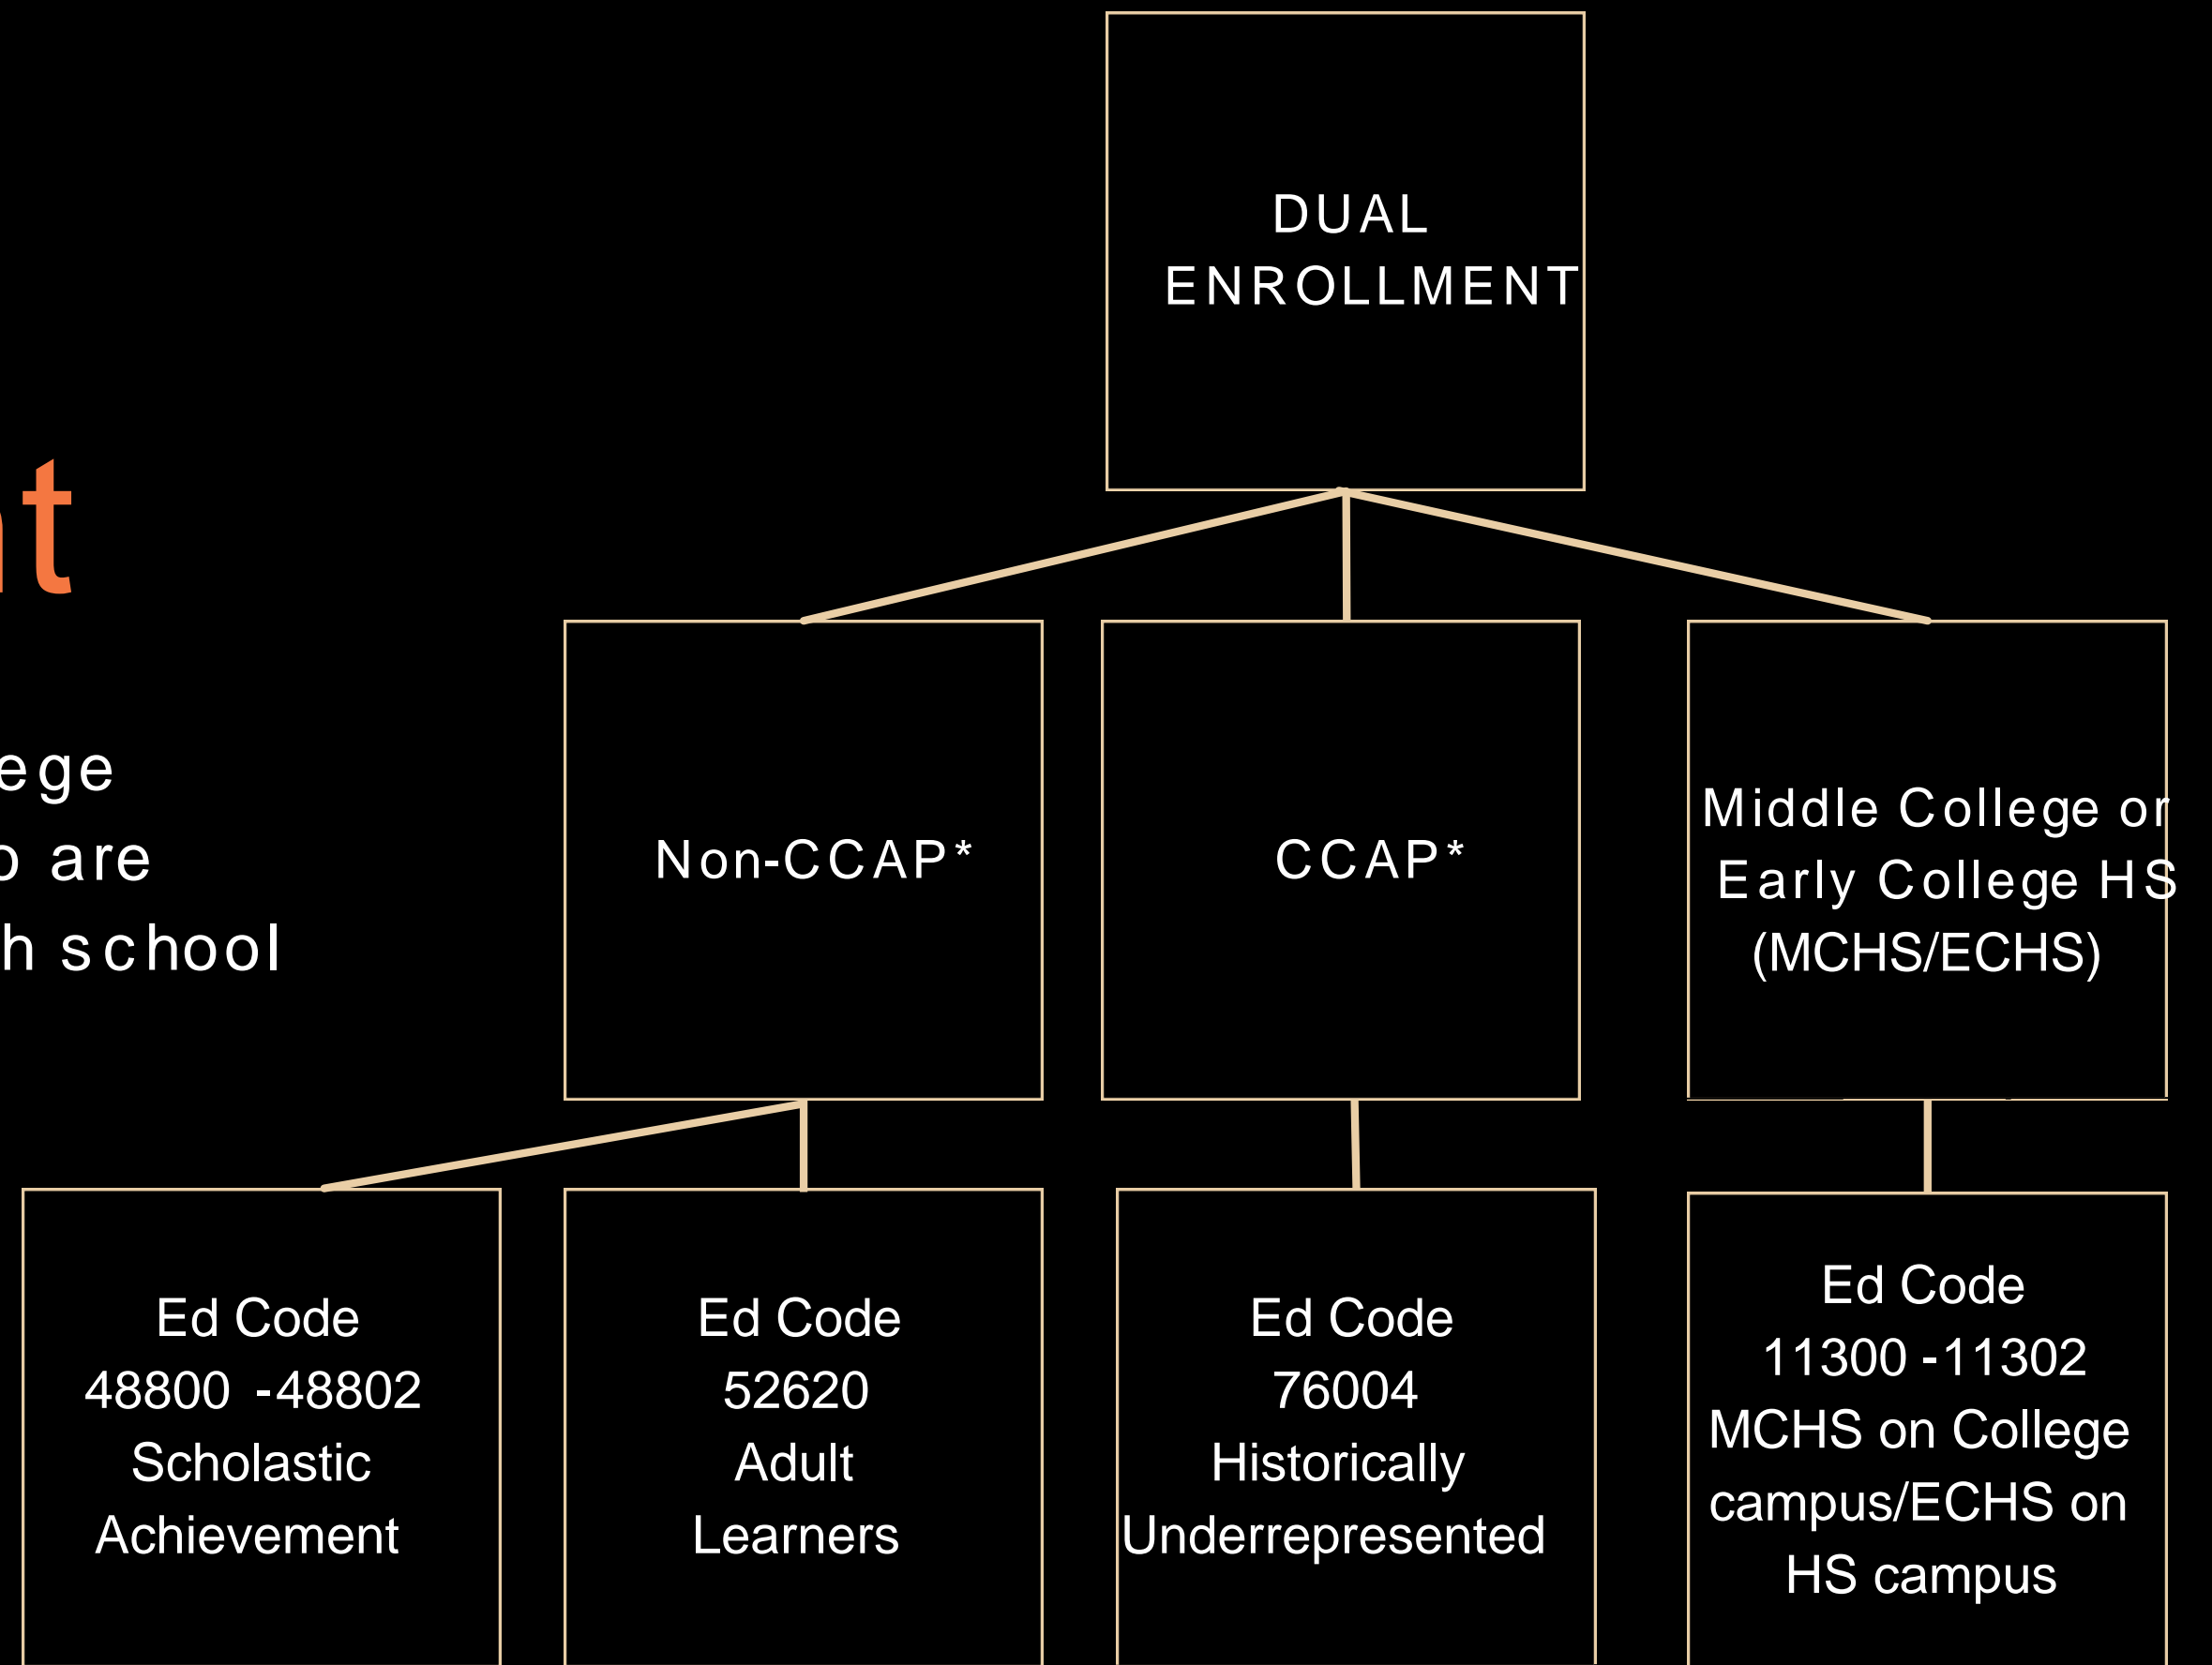 DUAL
ENROLLMENT
t
ege
are
h school
Non-CCAP*
CCAP*
Middle College or
Early College HS
(MCHS/ECHS)
Ed Code
48800 -48802
Scholastic
Achievement
Ed Code
52620
Adult
Learners
Ed Code
76004
Historically
Underrepresented
Ed Code
11300 -11302
MCHS on College
campus/ECHS on
HS campus